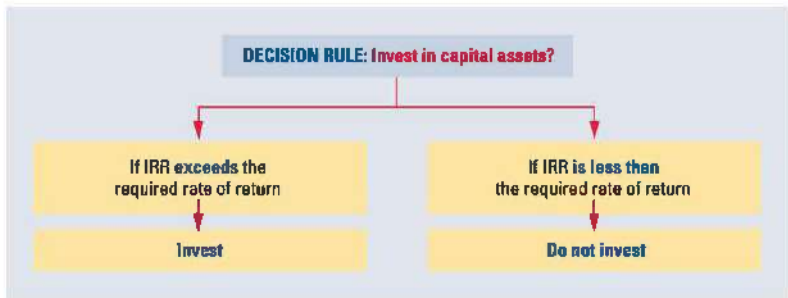 DECISION RULE: Invest in capital assets?
If IRR exceeds the
required rate of return
If IRR is less than
the required rate of return
Invest
Do not invest